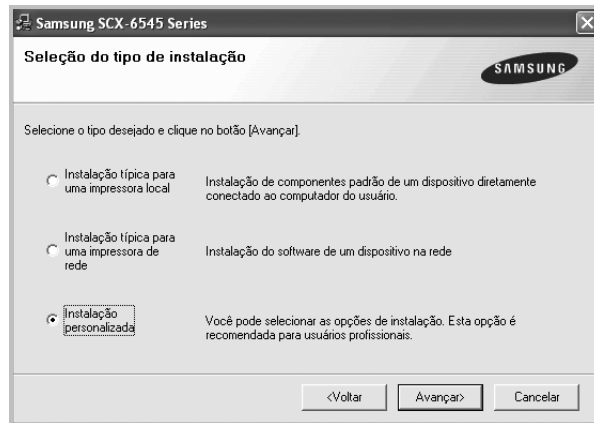 Samsung SCX-6545 Series
Seleção do tipo de instalação
SAMSUNG
Selecione o tipo desejado e clique no botão [Avançar].
Instalação típica para
uma impressora local
Instalação de componentes padrão de um dispositivo diretamente
conectado ao computador do usuário.
Instalação típica para
uma impressora de
rede
Instalação do software de um dispositivo na rede
Instalação
personalizada
Você pode selecionar as opções de instalação. Esta opção é
recomendada para usuários profissionais.
<Voltar
Avançar>
Cancelar